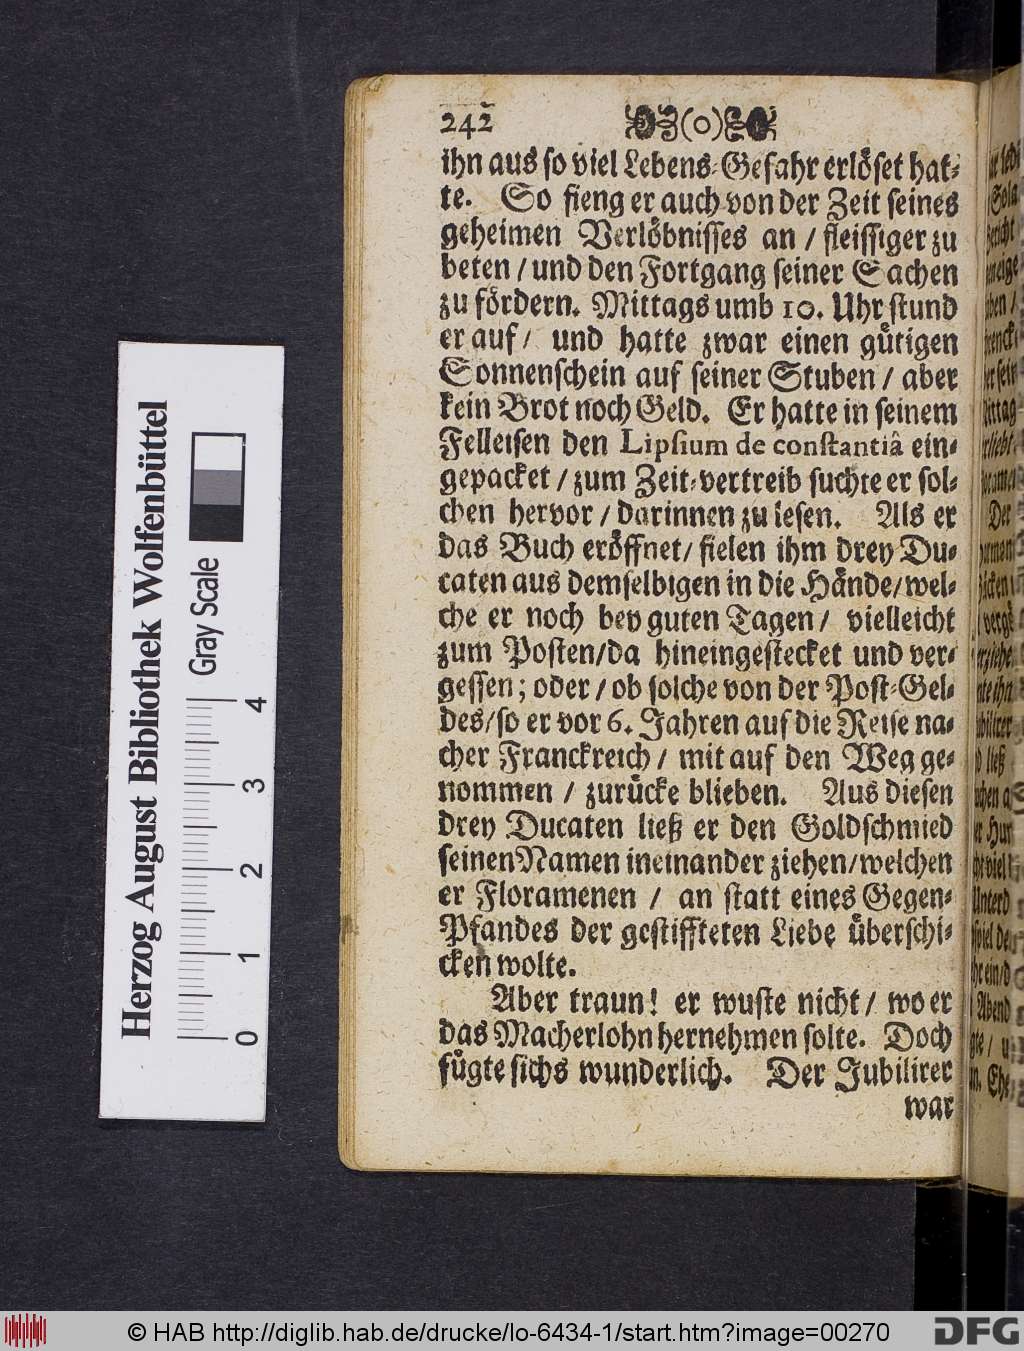 242 (o)
ihn aus so viel Lebens-Gefahr erlöset hat-
te. So fieng er auch von der Zeit seines
geheimen Verlöbnisses an / fleissiger zu
beten / und den Fortgang seiner Sachen
zu fördern. Mittags umb 10. Uhr stund
er auf / und hatte zwar einen gütigen
Sonnenschein auf seiner Stuben / aber
kein Brot noch Geld. Er hatte in seinem
Felleisen den Lipsium de constantiâ ein-
gepacket / zum Zeit-vertreib suchte er sol-
chen hervor / darinnen zu lesen. Als er
das Buch eröffnet / fielen ihm drey Du-
caten aus demselbigen in die Hände / wel-
che er noch bey guten Tagen / vielleicht
zum Posten / da hineingestecket und ver-
gessen; oder / ob solche von der Post-Gel-
des / so er vor 6. Jahren auf die Reise na-
cher Franckreich / mit auf den Weg ge-
nommen / zurücke blieben. Aus diesen
drey Ducaten ließ er den Goldschmied
seinen Namen ineinander ziehen / welchen
er Floramenen / an statt eines Gegen-
Pfandes der gestiffteten Liebe überschi-
cken wolte.
Aber traun! er wuste nicht / wo er
das Macherlohn hernehmen solte. Doch
fügte sichs wunderlich. Der Jubilirer
war
Herzog August Bibliothek Wolfenbüttel
Gray Scale
0 1 2 3 4
© HAB http://diglib.hab.de/drucke/lo-6434-1/start.htm?image=00270
DFG